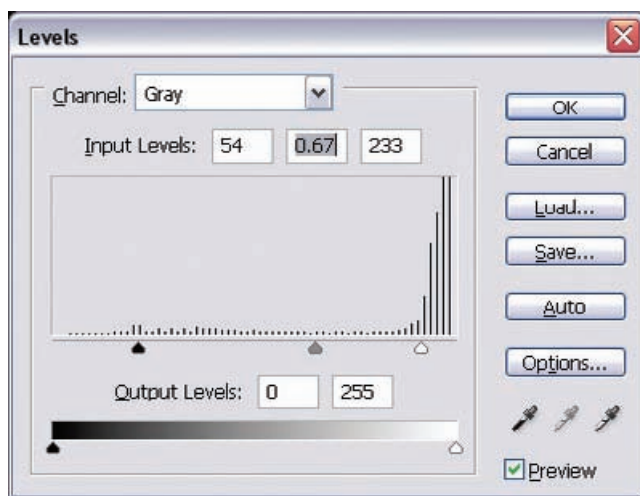 Levels
Channel: Gray
Input Levels: 54 0.67 233
Output Levels: 0 255
OK
Cancel
Load...
Save...
Auto
Options...
Preview